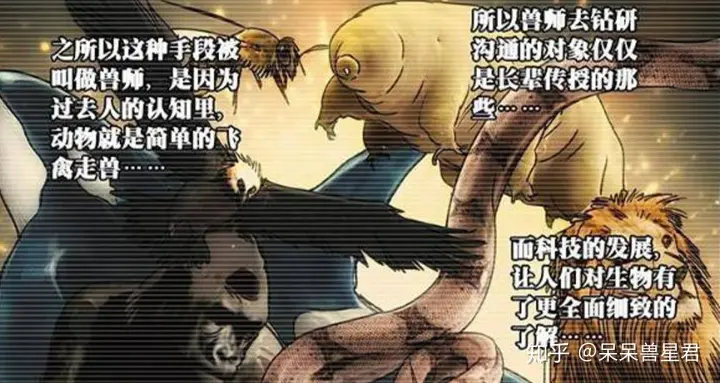 之所以这种手段被
叫做兽师，是因为
过去人的认知里，
动物就是简单的飞
禽走兽……
所以兽师去钻研
沟通的对象仅仅
是长辈传授的那
些……
而科技的发展，
让人们对生物有
了更全面细致的
了解……
知乎 @呆呆兽星君